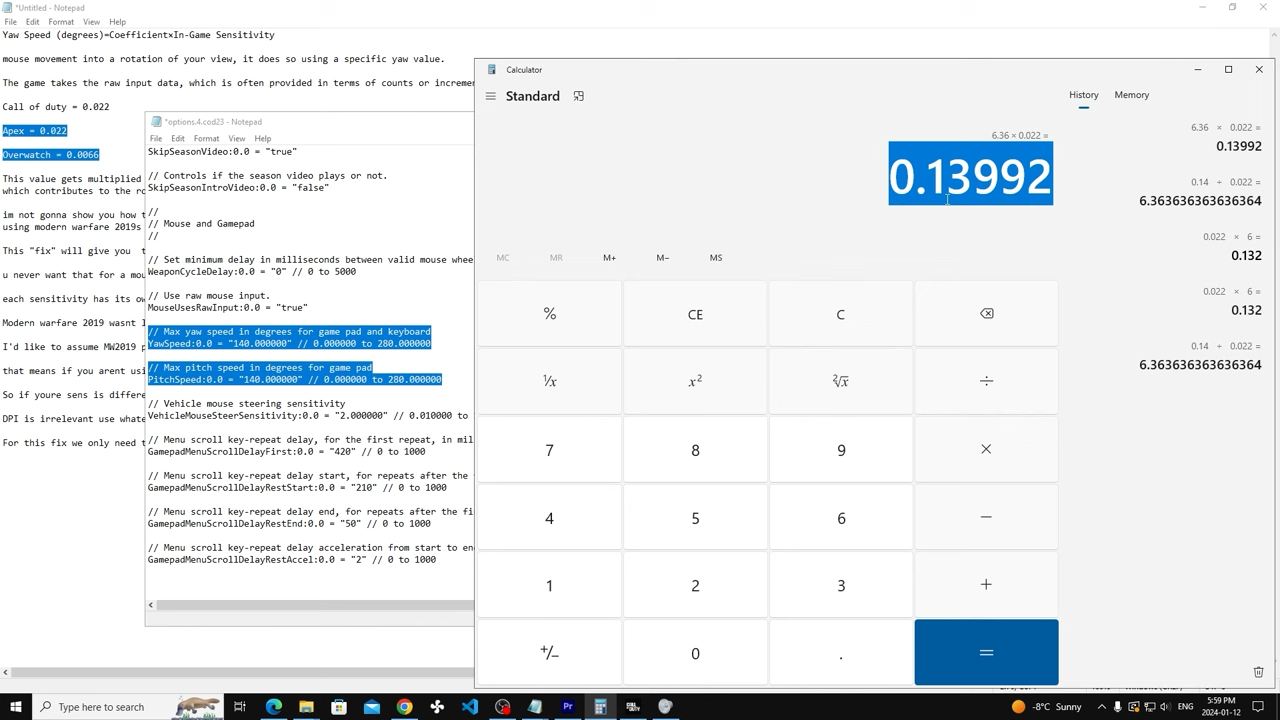 *Untitled - Notepad
File Edit Format View Help
Yaw Speed (degrees)=Coefficient×In-Game Sensitivity
mouse movement into a rotation of your view, it does so using a specific yaw value.
The game takes the raw input data, which is often provided in terms of counts or
Call of duty = 0.022
Apex = 0.022
Overwatch = 0.0066
This value gets multiplied
which contributes to the
im not gonna show you how
using modern warfare 2019s
This "fix" will give you
u never want that for a
each sensitivity has its
Modern warfare 2019 wasnt
I'd like to assume MW2019
that means if you arent
So if youre sens is
DPI is irrelevant use
For this fix we only need
*options.4.cod23 - Notepad
File Edit Format View Help
SkipSeasonVideo:0.0 = "true"
// Controls if the season video plays or not.
SkipSeasonIntroVideo:0.0 = "false"
//
// Mouse and Gamepad
//
// Set minimum delay in milliseconds between valid mouse
WeaponCycleDelay:0.0 = "0" // 0 to 5000
// Use raw mouse input.
MouseUsesRawInput:0.0 = "true"
// Max yaw speed in degrees for game pad and keyboard
YawSpeed:0.0 = "140.000000" // 0.000000 to 280.000000
// Max pitch speed in degrees for game pad
PitchSpeed:0.0 = "140.000000" // 0.000000 to 280.000000
// Vehicle mouse steering sensitivity
VehicleMouseSteerSensitivity:0.0 = "2.000000" // 0.010000 to
// Menu scroll key-repeat delay, for the first repeat, in
GamepadMenuScrollDelayFirst:0.0 = "420" // 0 to 1000
// Menu scroll key-repeat delay start, for repeats after the
GamepadMenuScrollDelayRestStart:0.0 = "210" // 0 to 1000
// Menu scroll key-repeat delay end, for repeats after the
GamepadMenuScrollDelayRestEnd:0.0 = "50" // 0 to 1000
// Menu scroll key-repeat delay acceleration from start to
GamepadMenuScrollDelayRestAccel:0.0 = "2" // 0 to 1000
Calculator
Standard
History Memory
6.36 × 0.022 =
0.13992
MC MR M+ M− MS
% CE C
⅟x x² ²√x ÷
7 8 9 ×
4 5 6 −
1 2 3 +
+/− 0 . =
6.36 × 0.022 =
0.13992
0.14 ÷ 0.022 =
6.363636363636364
0.022 × 6 =
0.132
0.022 × 6 =
0.132
0.14 ÷ 0.022 =
6.363636363636364
Type here to search
Pr
-8°C Sunny
ENG
5:59 PM
2024-01-12